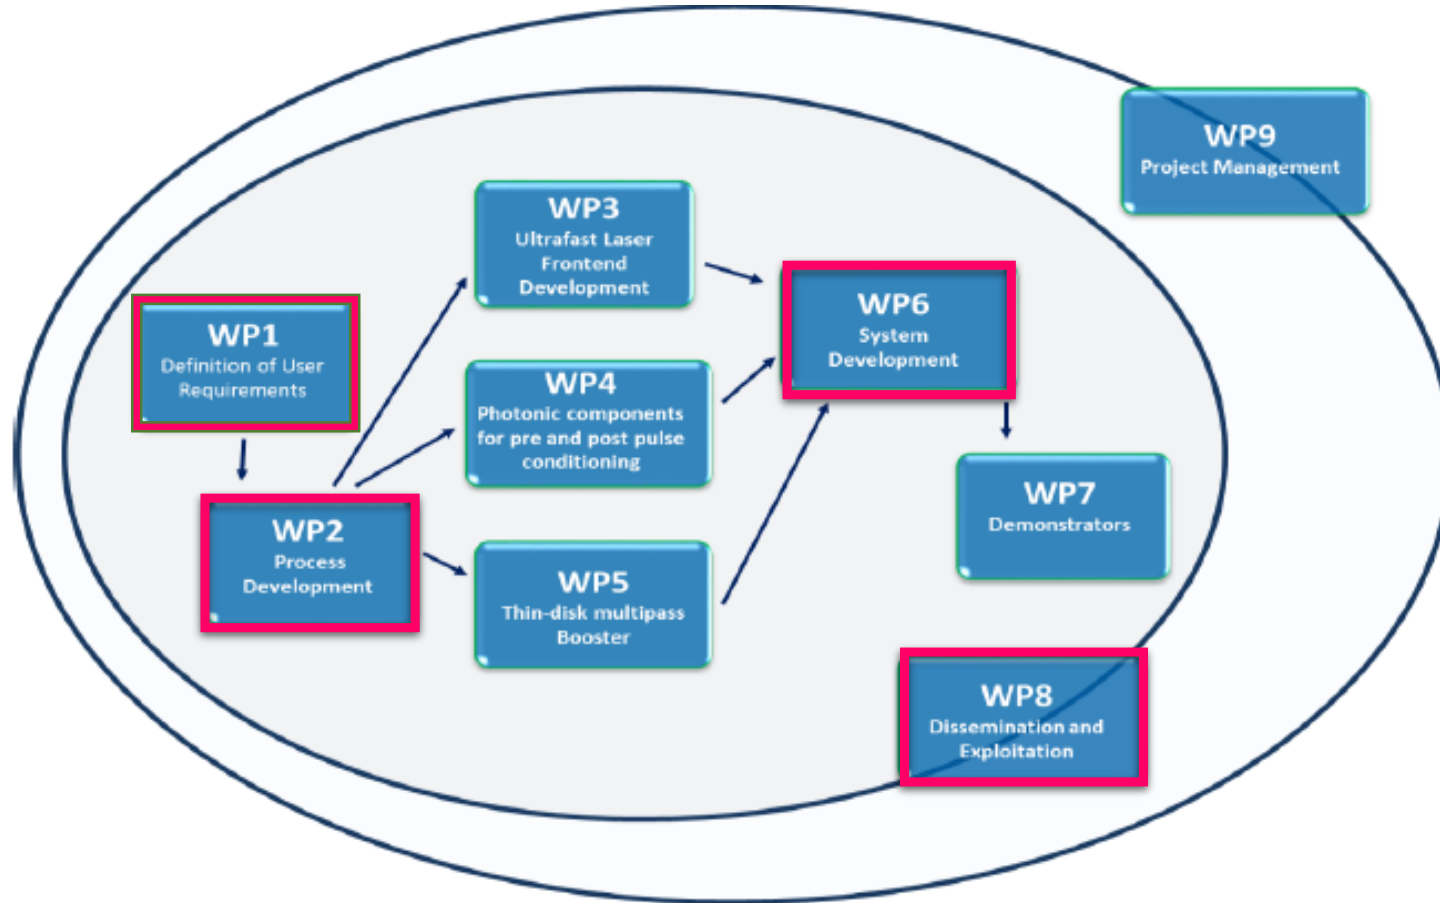 WP9
Project Management
WP3
Ultrafast Laser
Frontend
Development
WP1
Definition of User
Requirements
WP6
System
Development
WP4
Photonic components
for pre and post pulse
conditioning
WP2
Process
Development
WP7
Demonstrators
WP5
Thin-disk multipass
Booster
WP8
Dissemination and
Exploitation